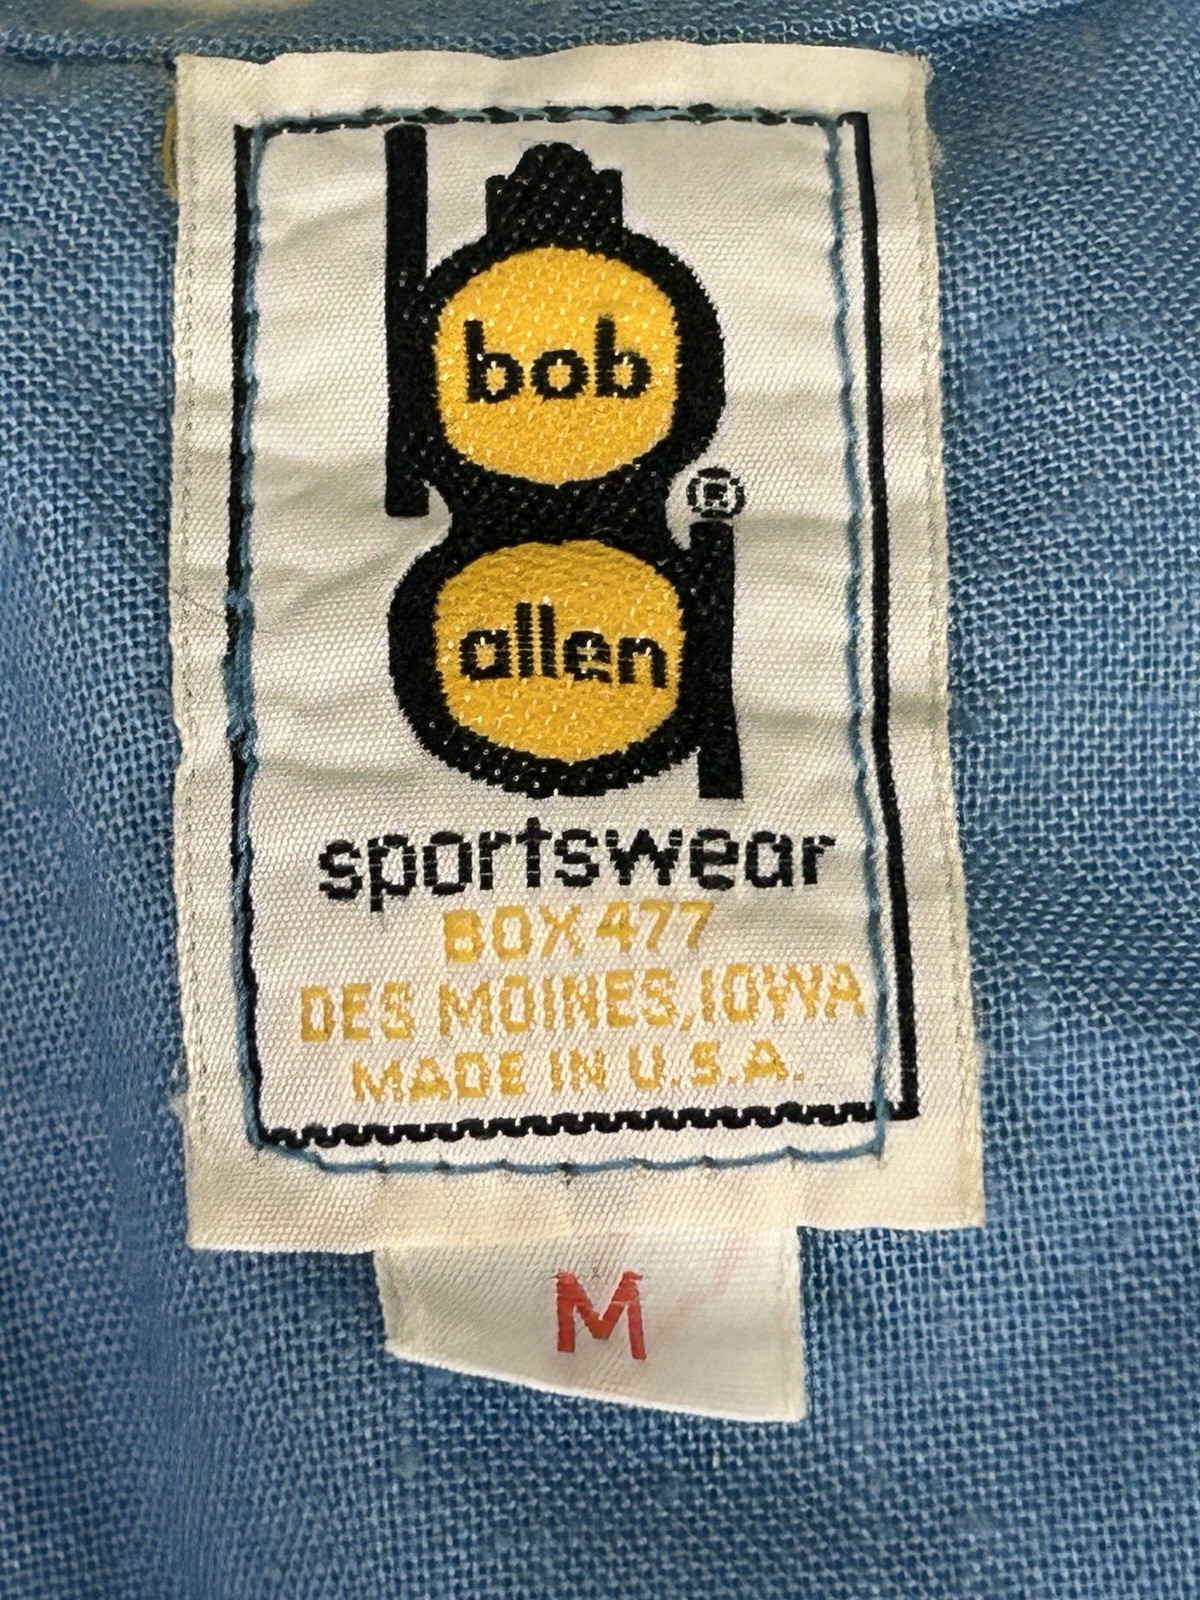 bob
®
allen
sportswear
BOX 477
DES MOINES, IOWA
MADE IN U.S.A.
M